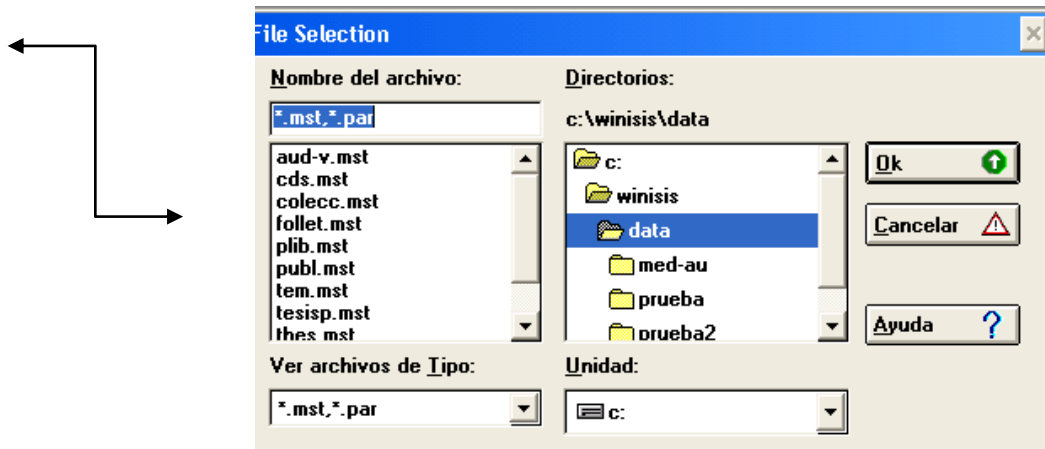 File Selection
Nombre del archivo:
*.mst,*.par
aud-v.mst
cds.mst
colecc.mst
follet.mst
plib.mst
publ.mst
tem.mst
tesisp.mst
thes.mst
Ver archivos de Tipo:
*.mst,*.par
Directorios:
c:\winisis\data
c:
winisis
data
med-au
prueba
prueba2
Unidad:
c:
Ok
Cancelar
Ayuda